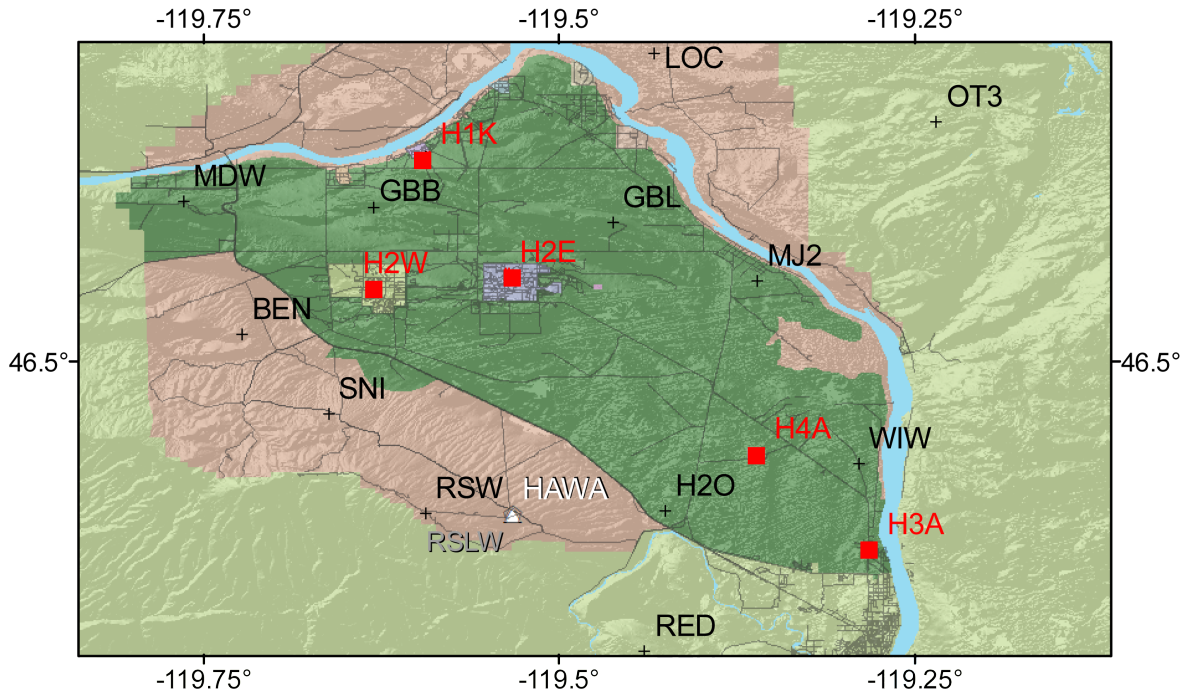 -119.75° -119.5° -119.25°
LOC
OT3
H1K
MDW
GBB
GBL
H2E
H2W
MJ2
BEN
46.5° 46.5°
SNI
H4A
WIW
RSW HAWA H2O
H3A
RSLW
RED
-119.75° -119.5° -119.25°